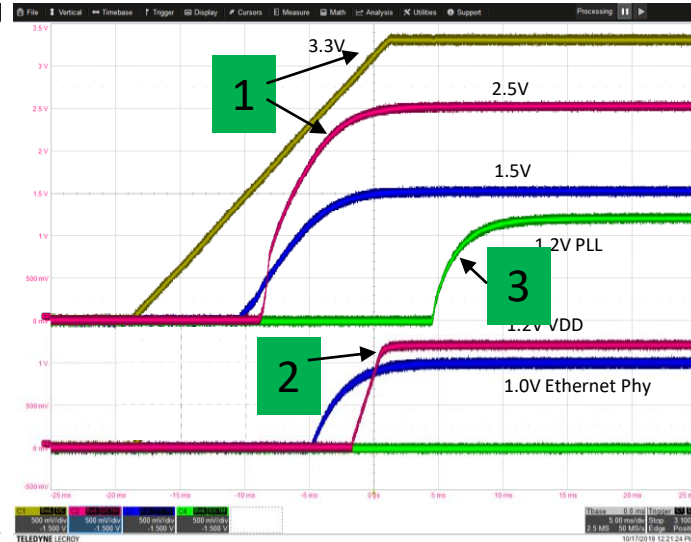 File Vertical Timebase Trigger Display Cursors Measure Math Analysis Utilities Support Processing:
3.5 V
3.3V
1
2.5V
2.5 V
2 V
1.5V
1.5 V
1 V
1.2V PLL
500 mV
3
0 mV
1.2V VDD
1 V
2
1.0V Ethernet Phy
500 mV
0 mV
-500 mV
-25 ms -20 ms -15 ms -10 ms -5 ms 0 s 5 ms 10 ms 15 ms 20 ms 25 ms
C1
500 mV/div 500 mV/div 500 mV/div 500 mV/div
-1.500 V -1.500 V -1.500 V -1.500 V
Tbase 0.0 ms Trigger
5.00 ms/div Stop 3.100
2.5 MS 50 MS/s Edge Posit
TELEDYNE LECROY
10/17/2019 12:21:24 PM